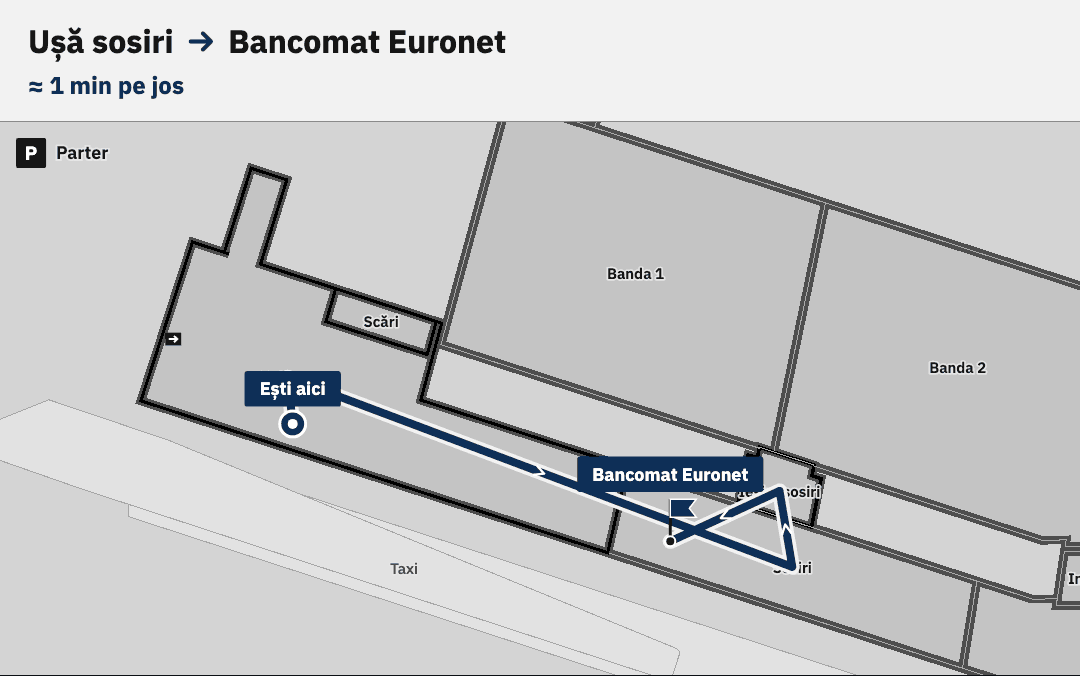 Ușă sosiri → Bancomat Euronet
≈ 1 min pe jos
P Parter
Banda 1
Scări
Banda 2
Ești aici
Bancomat Euronet
sosiri
Taxi